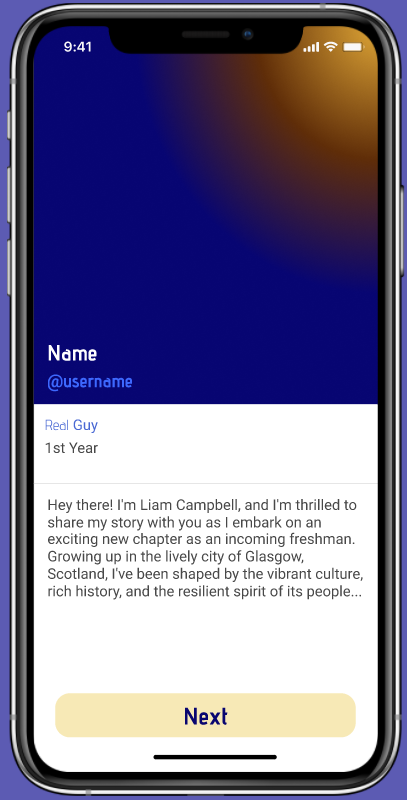 9:41
Name
@username
Real Guy
1st Year
Hey there! I'm Liam Campbell, and I'm thrilled to
share my story with you as I embark on an
exciting new chapter as an incoming freshman.
Growing up in the lively city of Glasgow,
Scotland, I've been shaped by the vibrant culture,
rich history, and the resilient spirit of its people...
Next